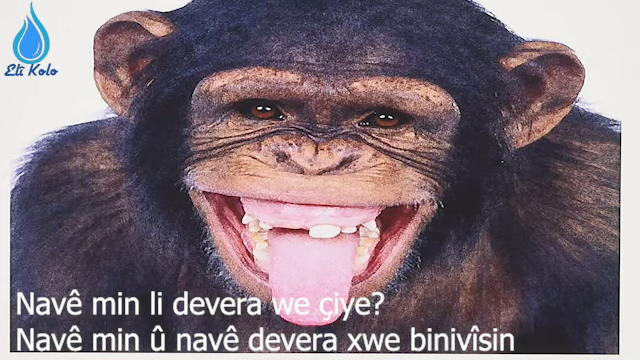 Eli Kolo
Navê min li devera we çiye?
Navê min û navê devera xwe binivîsin